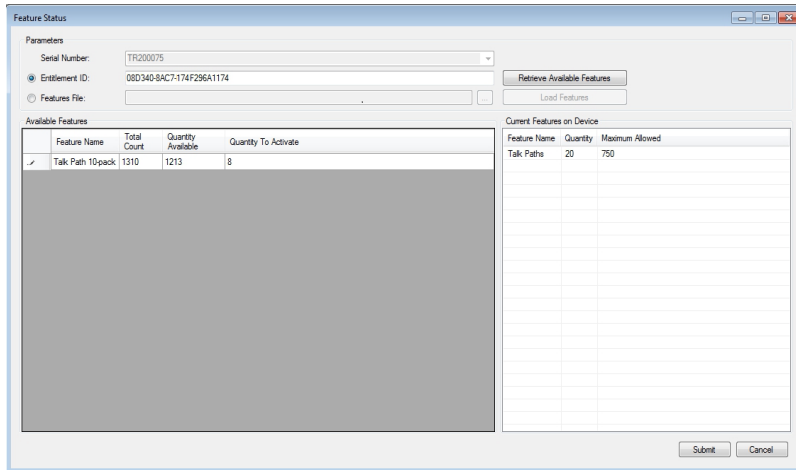 Feature Status
Parameters
Serial Number: TR200075
Entitlement ID: 08D340-8AC7-174F296A1174 Retrieve Available Features
Features File: ... Load Features
Available Features Current Features on Device
Feature Name Total Count Quantity Available Quantity To Activate Feature Name Quantity Maximum Allowed
Talk Path 10-pack 1310 1213 8 Talk Paths 20 750
Submit Cancel